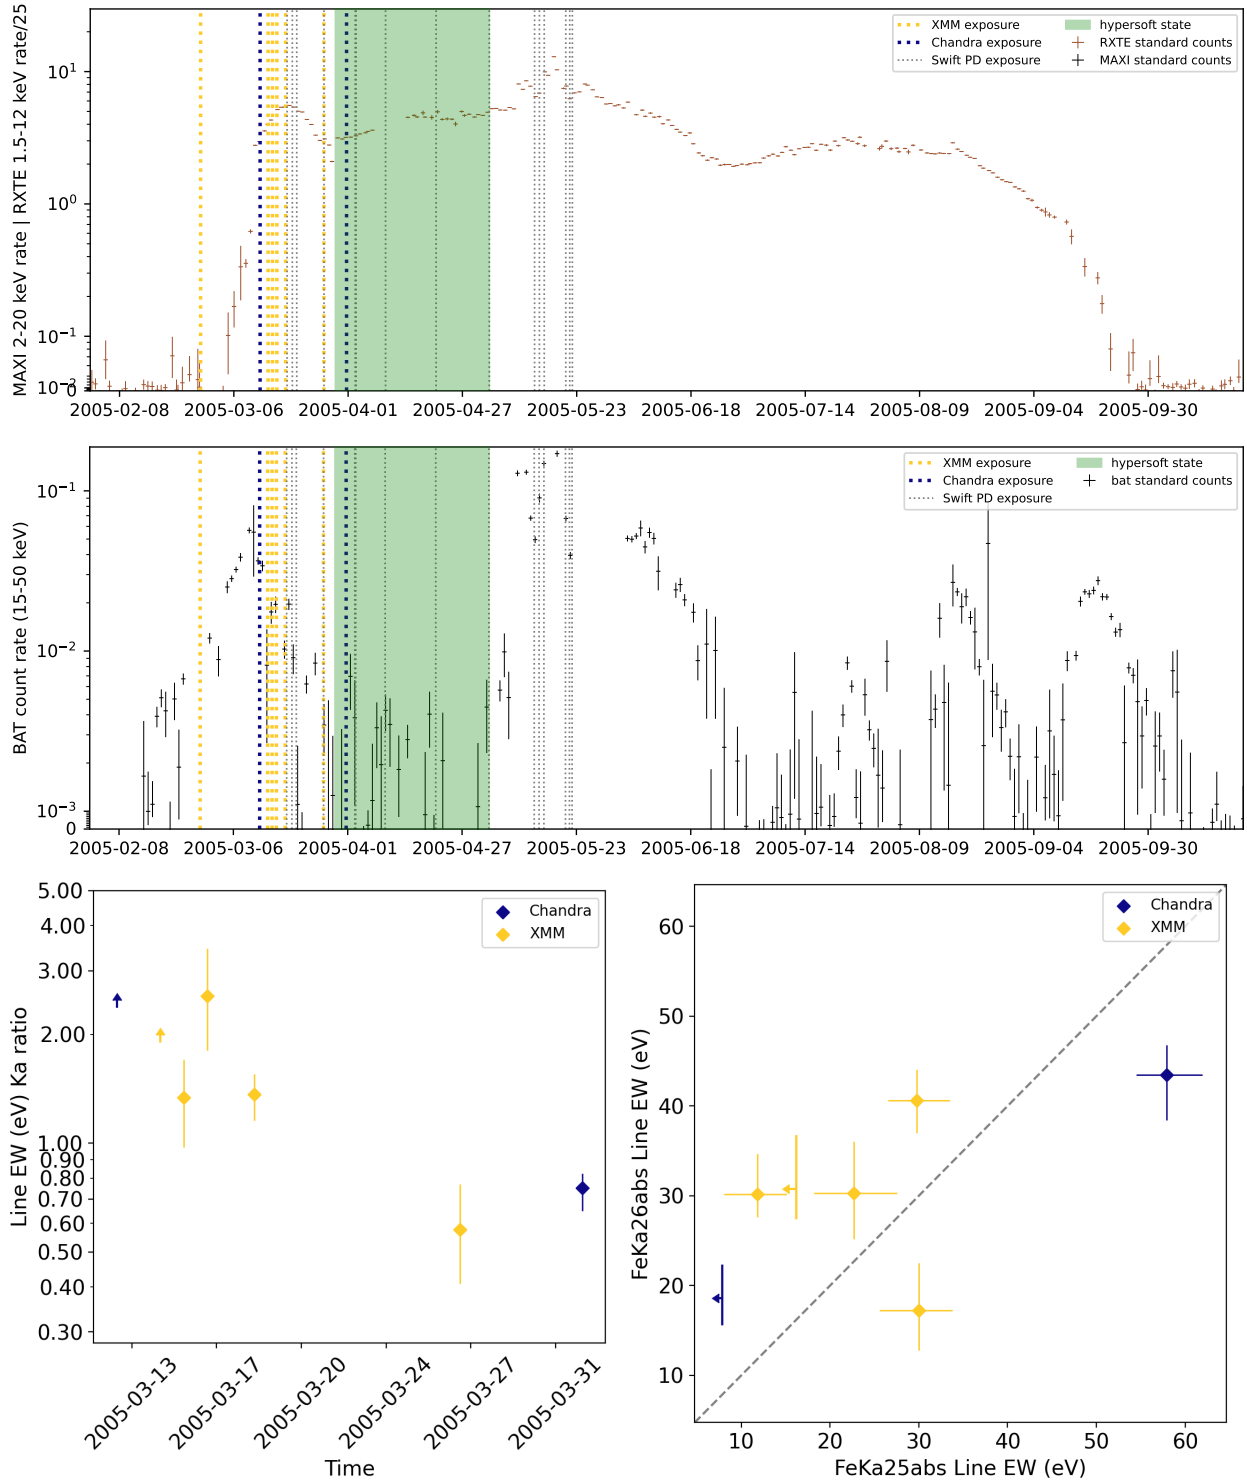 MAXI 2-20 keV rate | RXTE 1.5-12 keV rate/25
10^1
10^0
10^-1
10^-2
0
XMM exposure
Chandra exposure
Swift PD exposure
hypersoft state
RXTE standard counts
MAXI standard counts
2005-02-08 2005-03-06 2005-04-01 2005-04-27 2005-05-23 2005-06-18 2005-07-14 2005-08-09 2005-09-04 2005-09-30
BAT count rate (15-50 keV)
10^-1
10^-2
10^-3
0
XMM exposure
Chandra exposure
Swift PD exposure
hypersoft state
bat standard counts
2005-02-08 2005-03-06 2005-04-01 2005-04-27 2005-05-23 2005-06-18 2005-07-14 2005-08-09 2005-09-04 2005-09-30
Line EW (eV) Ka ratio
5.00
4.00
3.00
2.00
1.00
0.90
0.80
0.70
0.60
0.50
0.40
0.30
Chandra
XMM
2005-03-13 2005-03-17 2005-03-20 2005-03-24 2005-03-27 2005-03-31
Time
FeKa26abs Line EW (eV)
60
50
40
30
20
10
Chandra
XMM
10 20 30 40 50 60
FeKa25abs Line EW (eV)